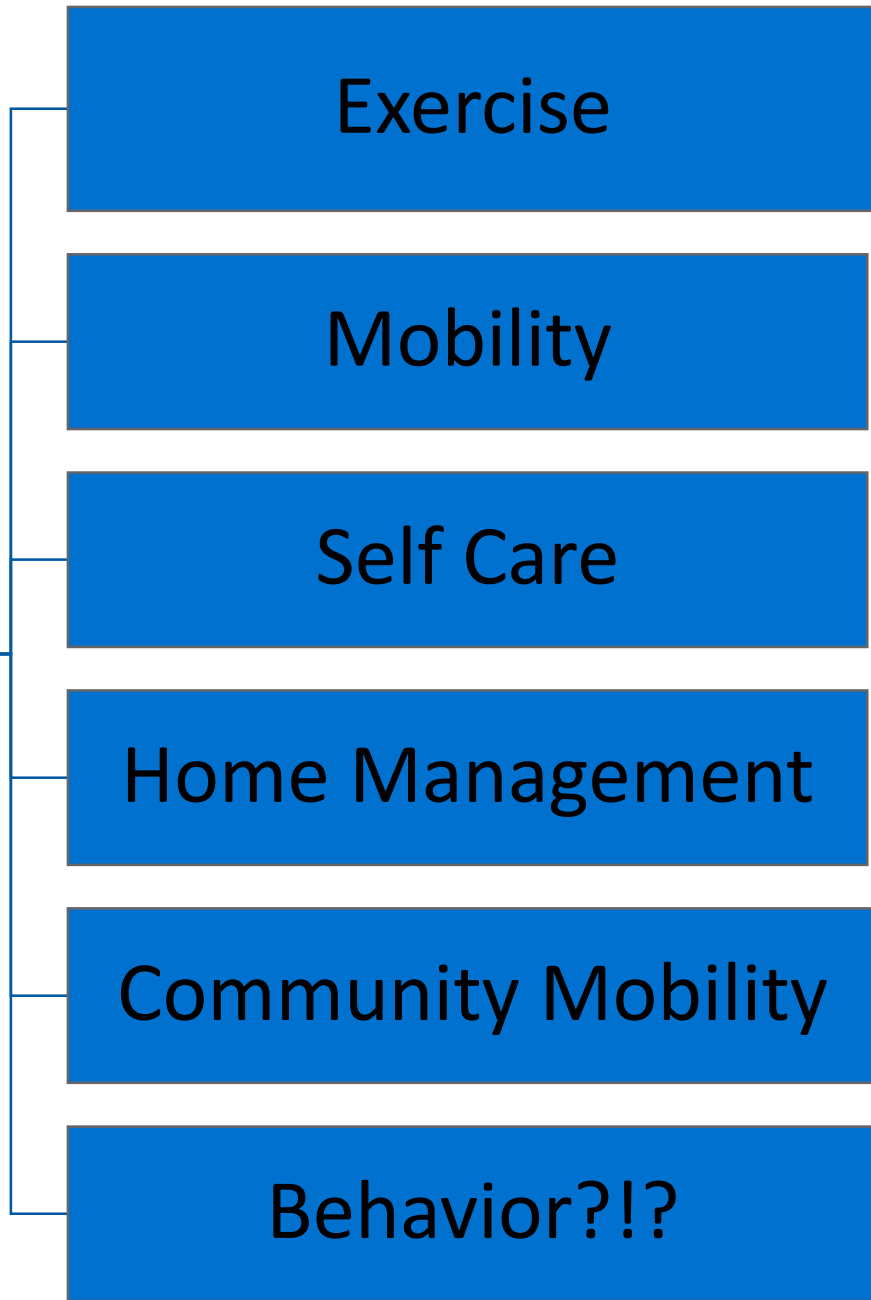 Exercise
Mobility
Self Care
Home Management
Community Mobility
Behavior?!?